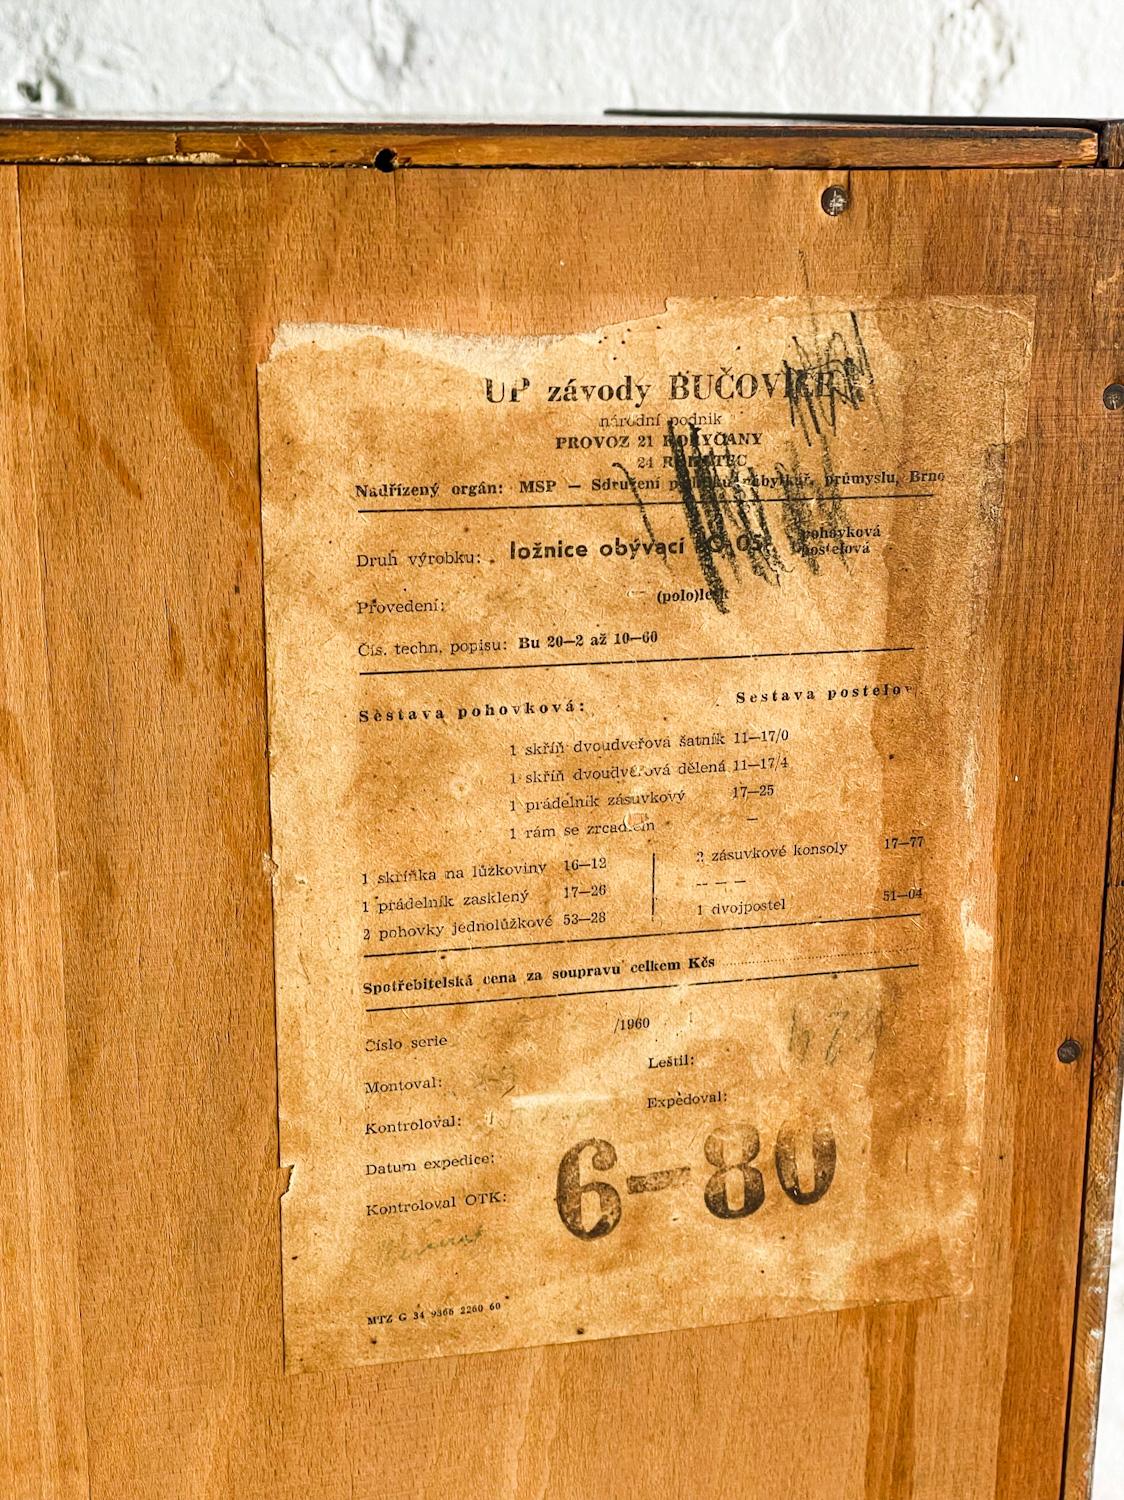 UP závody BUČOVICE
národní podnik
PROVOZ 21 ROHYČANY
24
Nadřízený orgán: MSP — Sdružení nábytkář. průmyslu, Brno
Druh výrobku: ložnice obývací pohovková
postelová
Provedení: (polo)lesk
Čís. techn. popisu: Bu 20—2 až 10—60
Sestava pohovková: Sestava postelov
1 skříň dvoudveřová šatník 11—17/0
1 skříň dvoudveřová dělená 11—17/4
1 prádelník zásuvkový 17—25
1 rám se zrcadlem —
1 skříňka na lůžkoviny 16—12 2 zásuvkové konsoly 17—77
1 prádelník zasklený 17—26 — — —
2 pohovky jednolůžkové 53—28 1 dvojpostel 51—04
Spotřebitelská cena za soupravu celkem Kčs
Číslo serie /1960
Montoval: Leštil:
Kontroloval: Expedoval:
Datum expedice:
Kontroloval OTK:
6-80
MTZ G 34 9366 2260 60